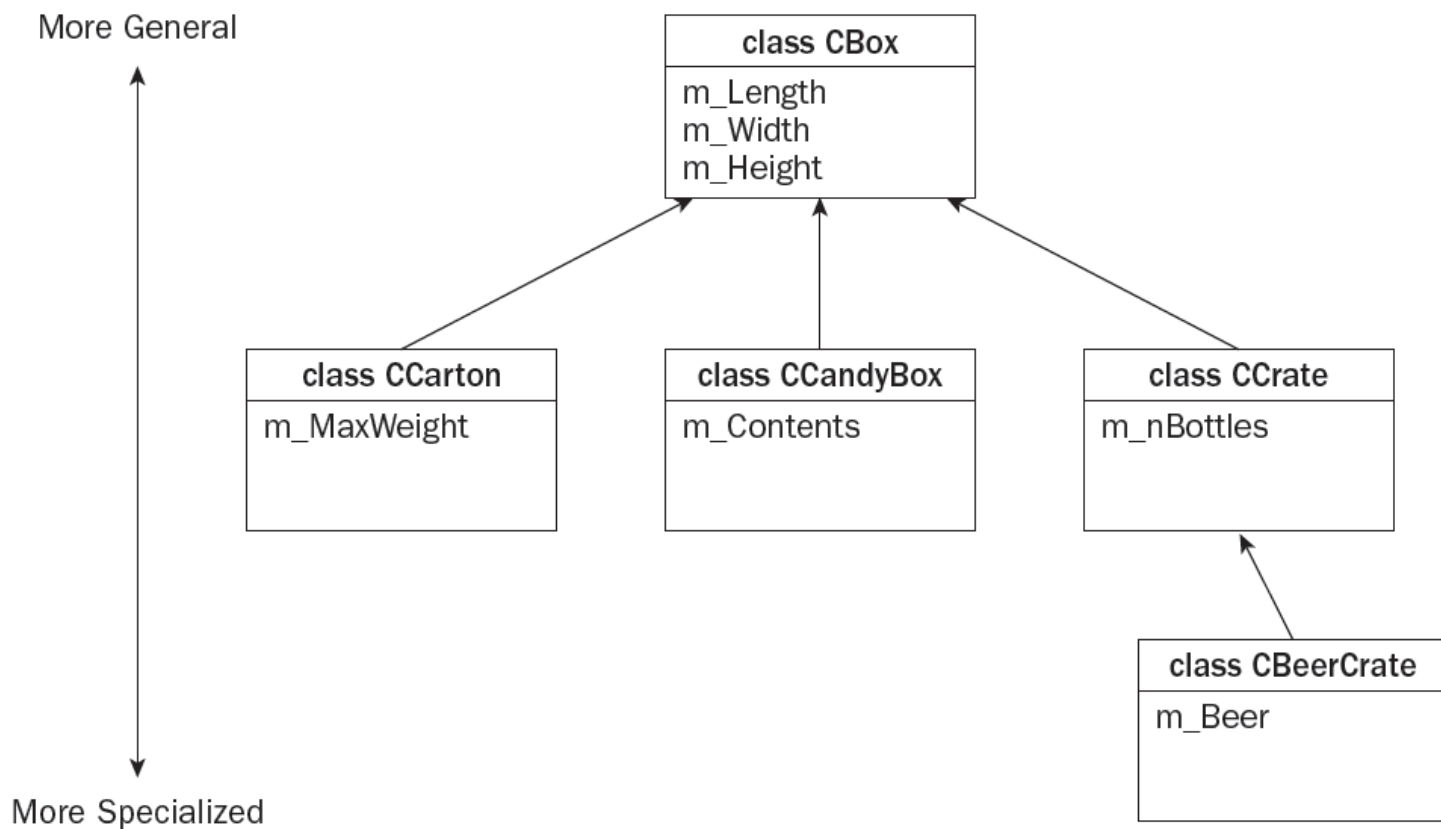 More General
class CBox
m_Length
m_Width
m_Height
class CCarton
m_MaxWeight
class CCandyBox
m_Contents
class CCrate
m_nBottles
class CBeerCrate
m_Beer
More Specialized